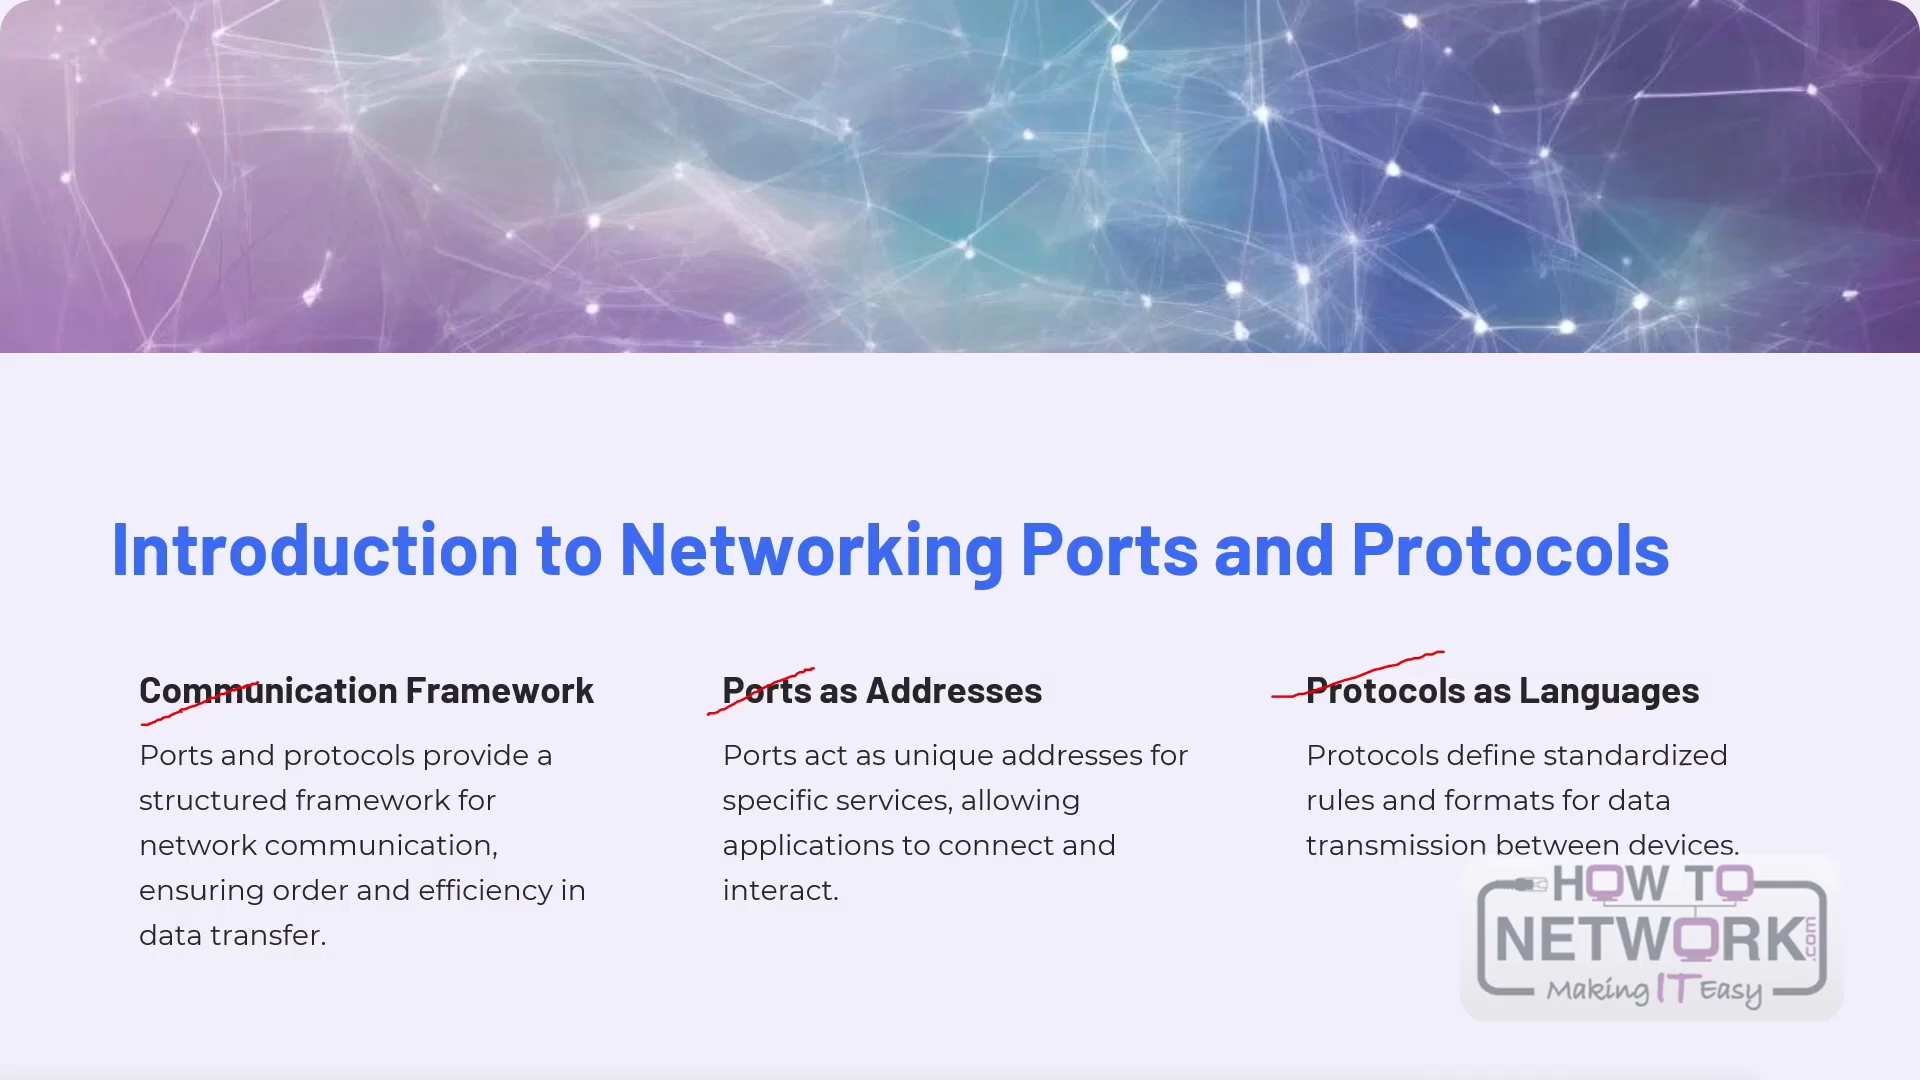 Introduction to Networking Ports and Protocols
Communication Framework
Ports and protocols provide a
structured framework for
network communication,
ensuring order and efficiency in
data transfer.
Ports as Addresses
Ports act as unique addresses for
specific services, allowing
applications to connect and
interact.
Protocols as Languages
Protocols define standardized
rules and formats for data
transmission between devices.
HOW TO
NETWORK.com
Making IT Easy